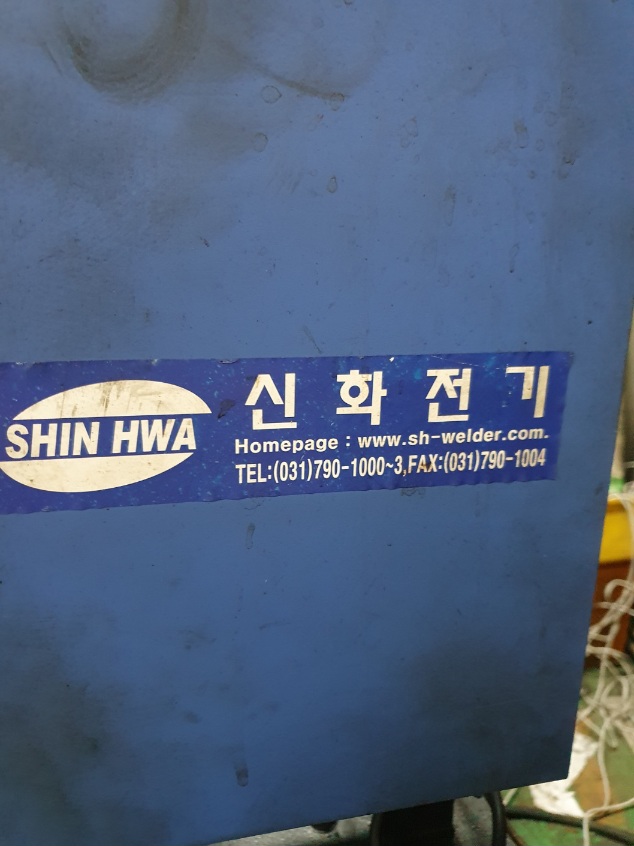 SHIN HWA
신화전기
Homepage : www.sh-welder.com.
TEL:(031)790-1000~3,FAX:(031)790-1004